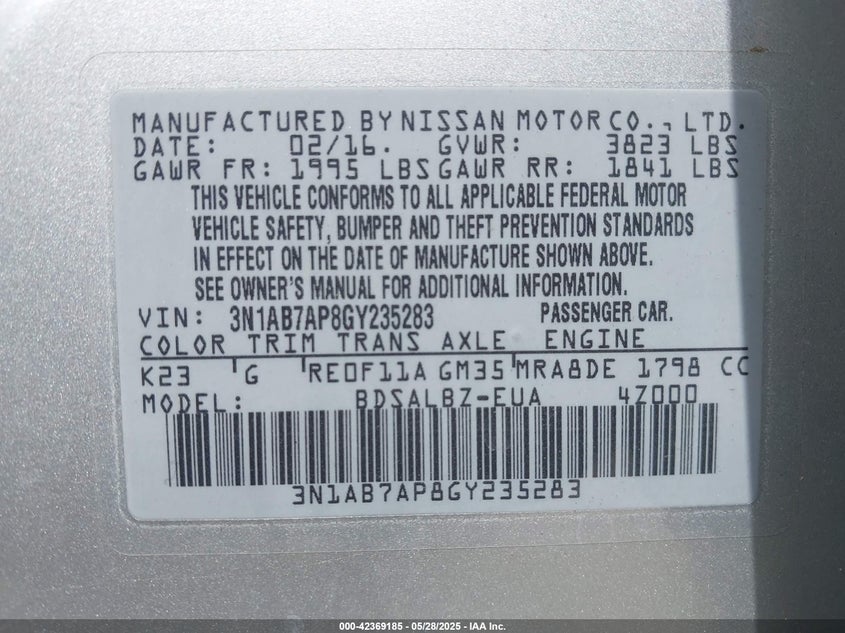 MANUFACTURED BY NISSAN MOTOR CO., LTD.
DATE: 02/16. GVWR: 3823 LBS
GAWR FR: 1995 LBS GAWR RR: 1841 LBS
THIS VEHICLE CONFORMS TO ALL APPLICABLE FEDERAL MOTOR
VEHICLE SAFETY, BUMPER AND THEFT PREVENTION STANDARDS
IN EFFECT ON THE DATE OF MANUFACTURE SHOWN ABOVE.
SEE OWNER'S MANUAL FOR ADDITIONAL INFORMATION.
VIN: 3N1AB7AP8GY235283 PASSENGER CAR.
COLOR TRIM TRANS AXLE ENGINE
K23 G RE0F11A GM35 MRA8DE 1798 CC
MODEL: BDSALBZ-EUA 4Z000
3N1AB7AP8GY235283
000-42369185 - 05/28/2025 - IAA Inc.